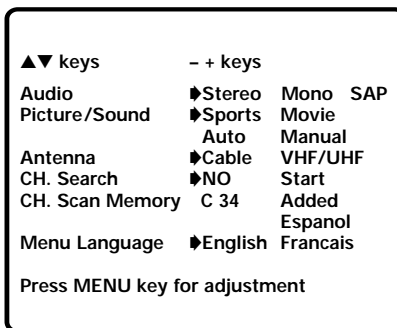 ▲▼ keys – + keys
Audio ➧Stereo Mono SAP
Picture/Sound ➧Sports Movie
Auto Manual
Antenna ➧Cable VHF/UHF
CH. Search ➧NO Start
CH. Scan Memory C 34 Added
Espanol
Menu Language ➧English Francais
Press MENU key for adjustment